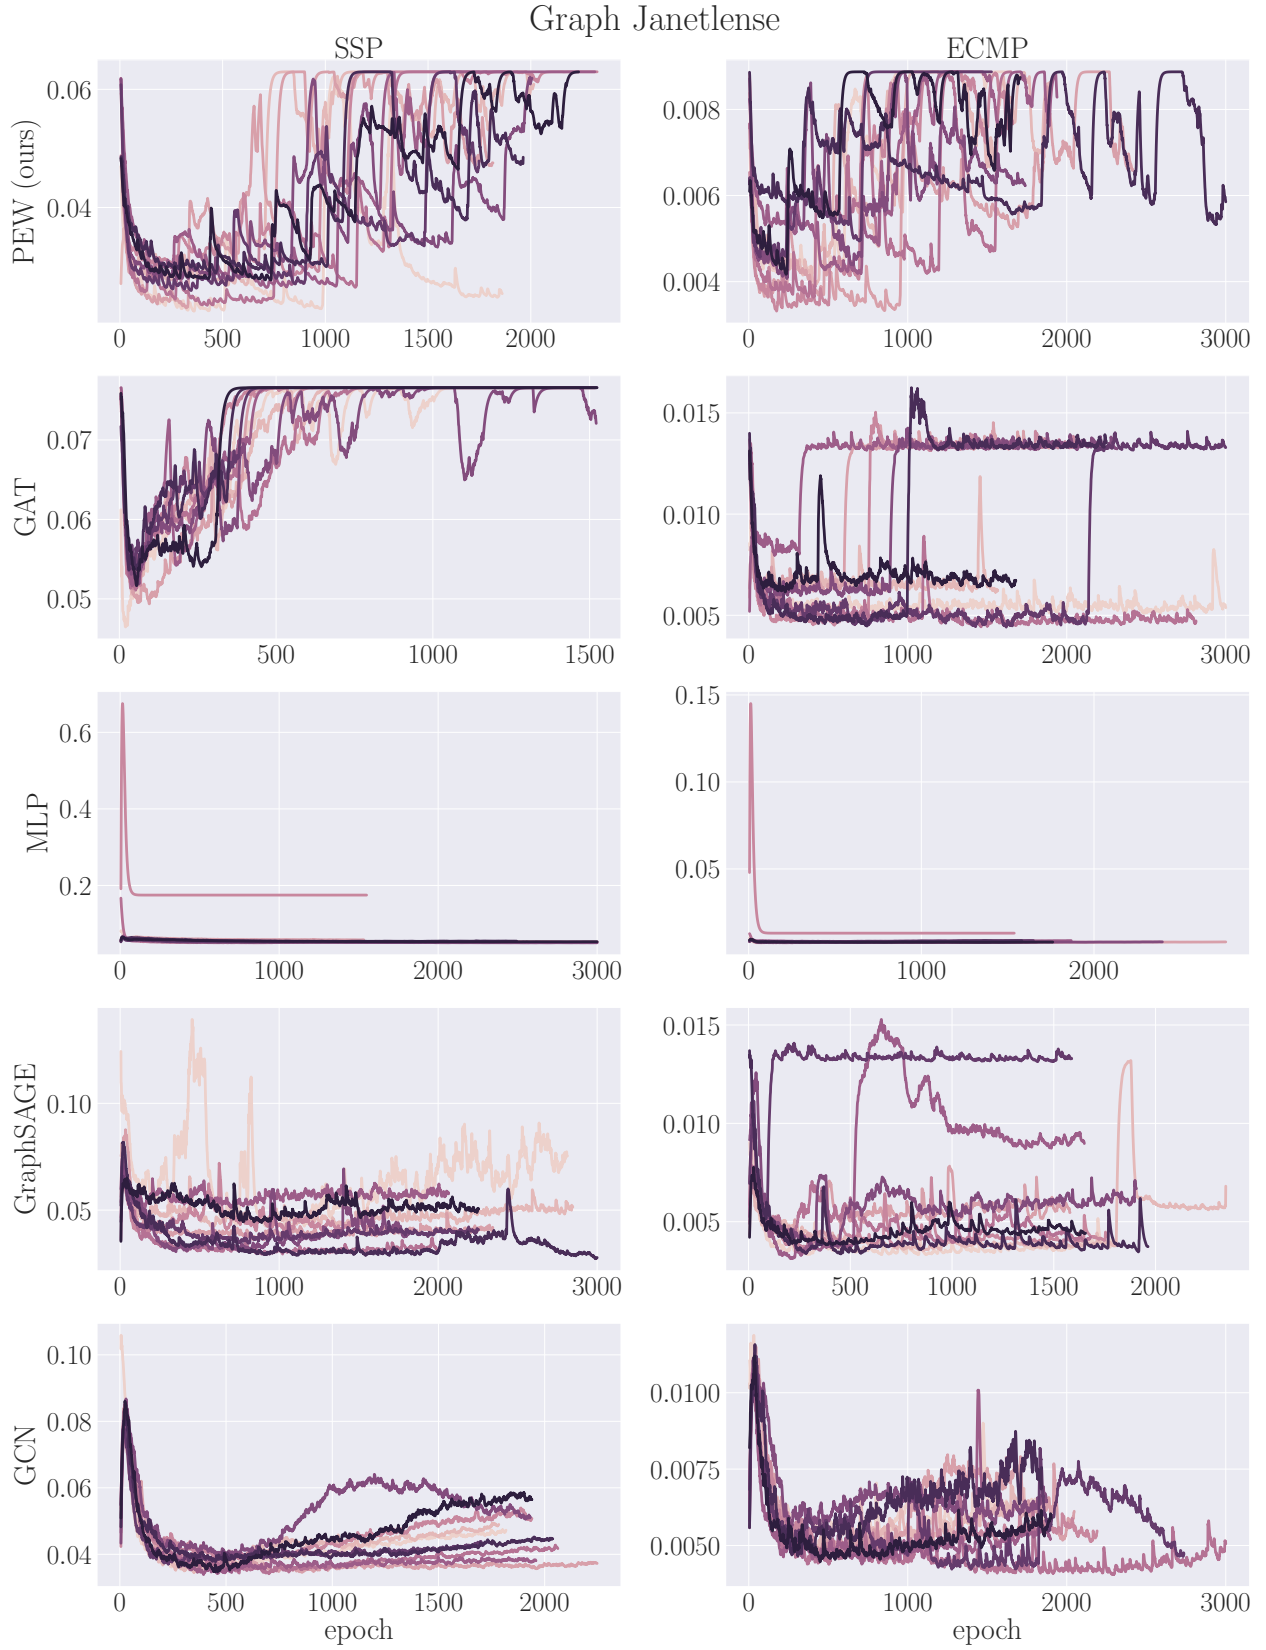 Graph Janetlense
SSP ECMP
PEW (ours)
0.06
0.04
0 500 1000 1500 2000
0.008
0.006
0.004
0 1000 2000 3000
GAT
0.07
0.06
0.05
0 500 1000 1500
0.015
0.010
0.005
0 1000 2000 3000
MLP
0.6
0.4
0.2
0 1000 2000 3000
0.15
0.10
0.05
0 1000 2000
GraphSAGE
0.10
0.05
0 1000 2000 3000
0.015
0.010
0.005
0 500 1000 1500 2000
GCN
0.10
0.08
0.06
0.04
0 500 1000 1500 2000
epoch
0.0100
0.0075
0.0050
0 1000 2000 3000
epoch